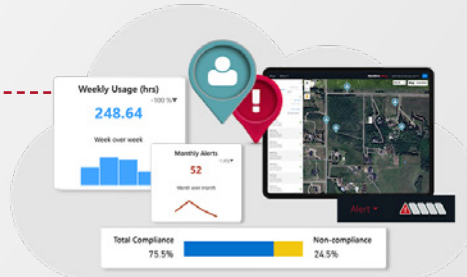 Weekly Usage (hrs)
-100 %▼
248.64
Week over week
Monthly Alerts
52
Month over month
Alert
Total Compliance
75.5%
Non-compliance
24.5%